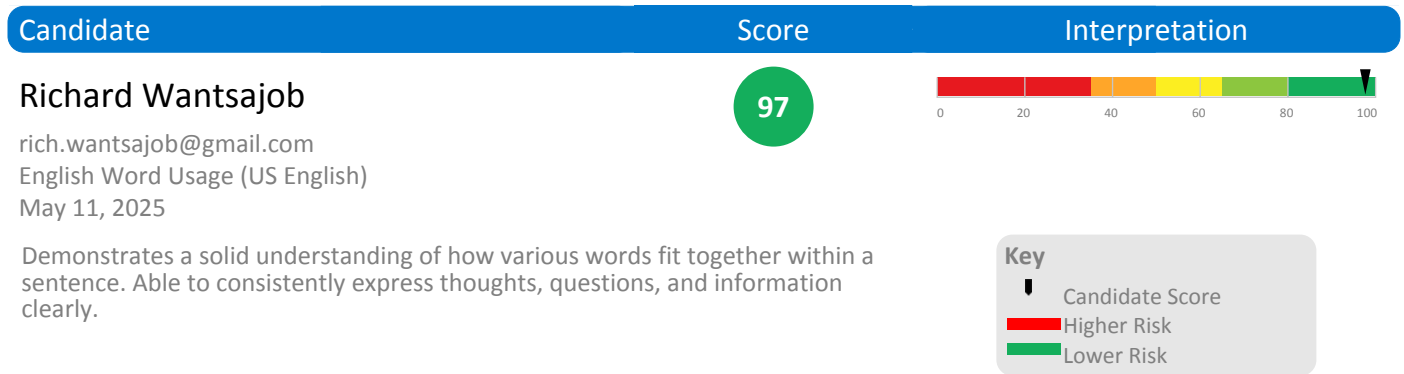 Candidate Score Interpretation
Richard Wantsajob
97
0 20 40 60 80 100
rich.wantsajob@gmail.com
English Word Usage (US English)
May 11, 2025
Demonstrates a solid understanding of how various words fit together within a
sentence. Able to consistently express thoughts, questions, and information
clearly.
Key
Candidate Score
Higher Risk
Lower Risk